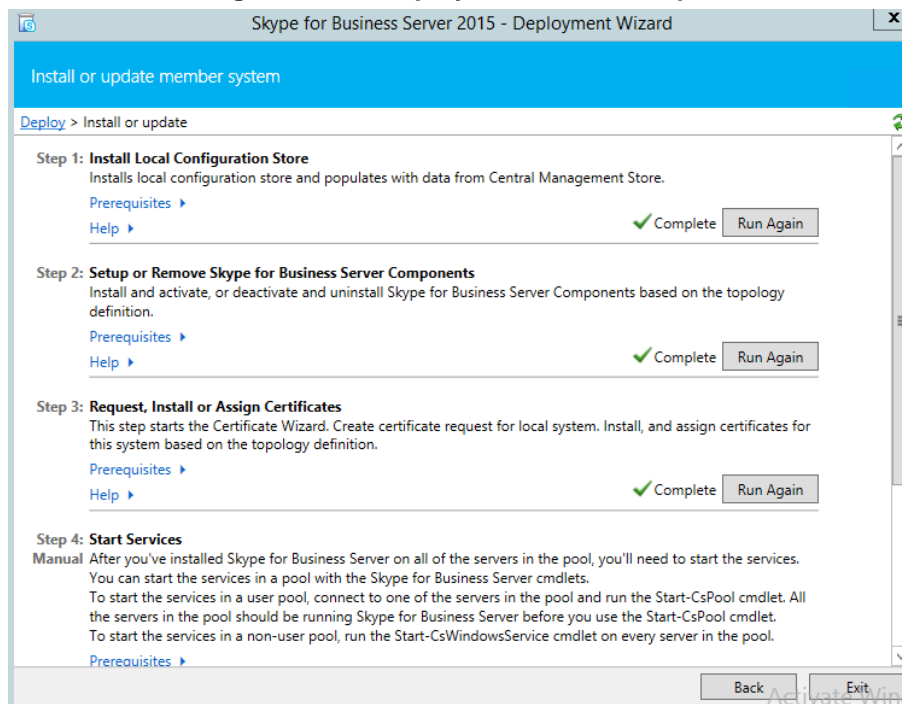 Skype for Business Server 2015 - Deployment Wizard
x
Install or update member system
Deploy > Install or update
Step 1: Install Local Configuration Store
Installs local configuration store and populates with data from Central Management Store.
Prerequisites
Help
Complete Run Again
Step 2: Setup or Remove Skype for Business Server Components
Install and activate, or deactivate and uninstall Skype for Business Server Components based on the topology
definition.
Prerequisites
Help
Complete Run Again
Step 3: Request, Install or Assign Certificates
This step starts the Certificate Wizard. Create certificate request for local system. Install, and assign certificates for
this system based on the topology definition.
Prerequisites
Help
Complete Run Again
Step 4: Start Services
Manual After you've installed Skype for Business Server on all of the servers in the pool, you'll need to start the services.
You can start the services in a pool with the Skype for Business Server cmdlets.
To start the services in a user pool, connect to one of the servers in the pool and run the Start-CsPool cmdlet. All
the servers in the pool should be running Skype for Business Server before you use the Start-CsPool cmdlet.
To start the services in a non-user pool, run the Start-CsWindowsService cmdlet on every server in the pool.
Prerequisites
Back Exit
Activate Win